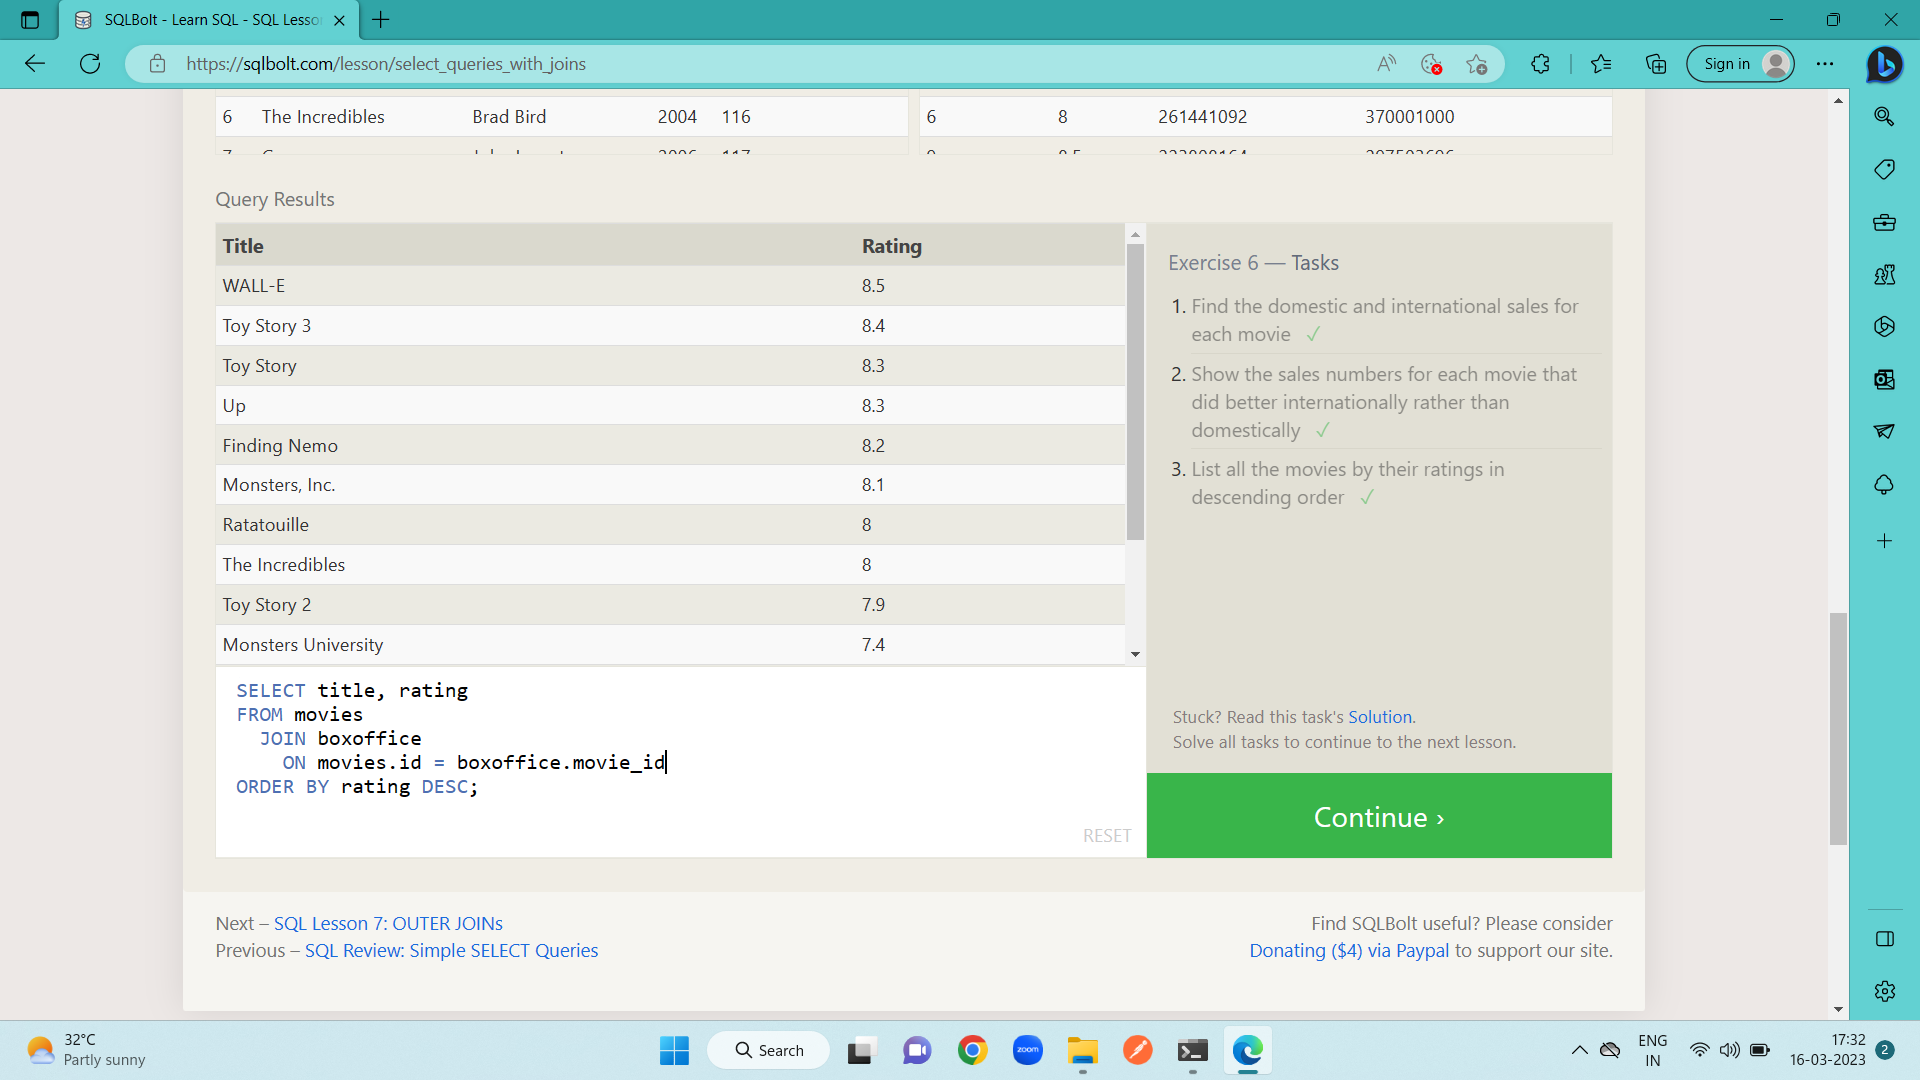 SQLBolt - Learn SQL - SQL Lesso
https://sqlbolt.com/lesson/select_queries_with_joins
Sign in
6 The Incredibles Brad Bird 2004 116
6 8 261441092 370001000
Query Results
Title Rating
WALL-E 8.5
Toy Story 3 8.4
Toy Story 8.3
Up 8.3
Finding Nemo 8.2
Monsters, Inc. 8.1
Ratatouille 8
The Incredibles 8
Toy Story 2 7.9
Monsters University 7.4
Exercise 6 — Tasks
1. Find the domestic and international sales for
each movie ✓
2. Show the sales numbers for each movie that
did better internationally rather than
domestically ✓
3. List all the movies by their ratings in
descending order ✓
SELECT title, rating
FROM movies
JOIN boxoffice
ON movies.id = boxoffice.movie_id
ORDER BY rating DESC;
RESET
Stuck? Read this task's Solution.
Solve all tasks to continue to the next lesson.
Continue ›
Next – SQL Lesson 7: OUTER JOINs
Previous – SQL Review: Simple SELECT Queries
Find SQLBolt useful? Please consider
Donating ($4) via Paypal to support our site.
32°C
Partly sunny
Search
zoom
ENG
IN
17:32
16-03-2023
2